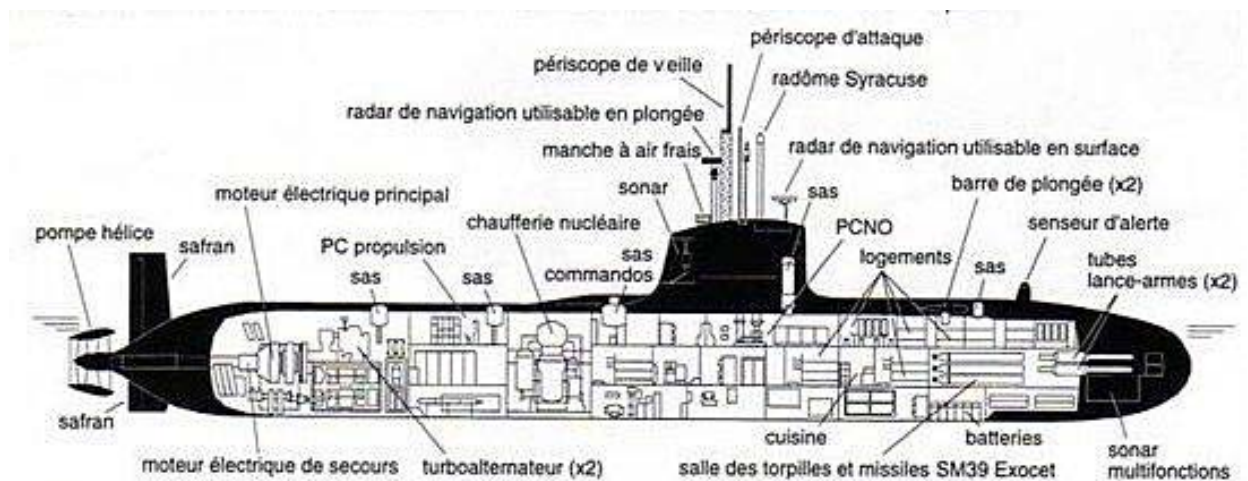 périscope d'attaque
périscope de veille
radôme Syracuse
radar de navigation utilisable en plongée
manche à air frais
radar de navigation utilisable en surface
sonar
sas
barre de plongée (x2)
moteur électrique principal
chaufferie nucléaire
PCNO
senseur d'alerte
pompe hélice
safran
PC propulsion
sas
commandos
logements
tubes
lance-armes (x2)
sas
sas
sas
safran
cuisine
batteries
moteur électrique de secours
turboalternateur (x2)
salle des torpilles et missiles SM39 Exocet
sonar
multifonctions